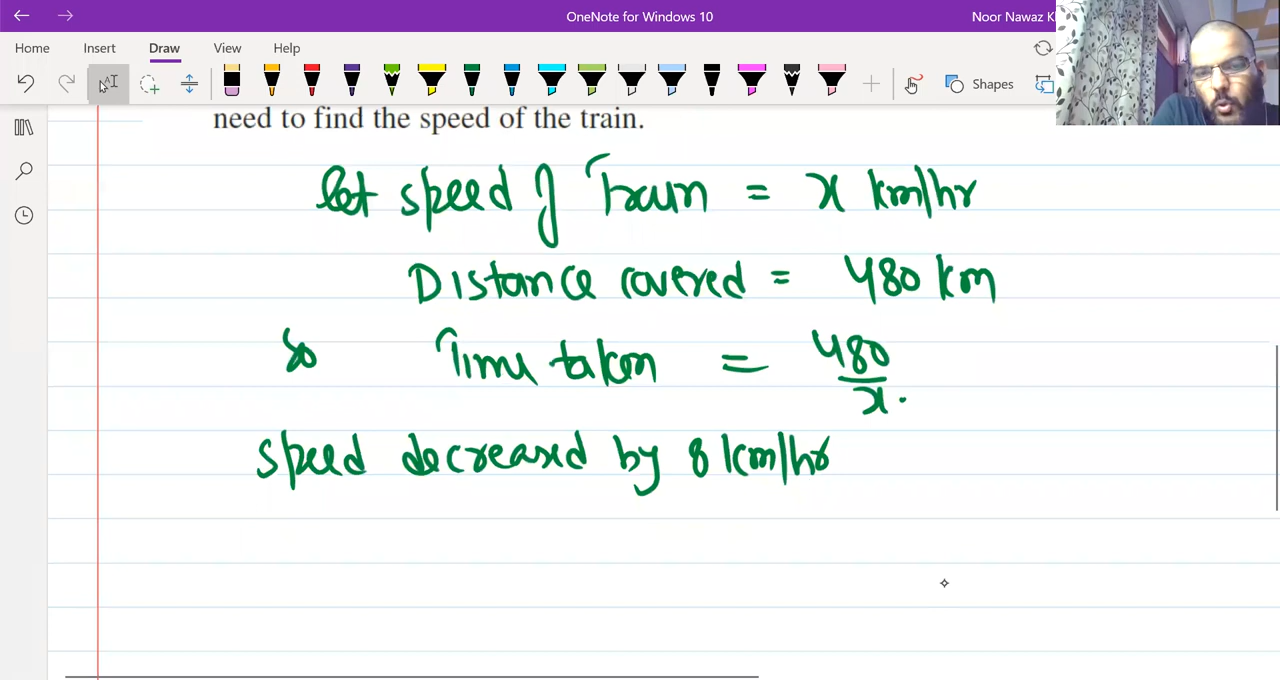 OneNote for Windows 10
Noor Nawaz K
Home Insert Draw View Help
Shapes
need to find the speed of the train.
let speed of Train = x km/hr
Distance covered = 480 km
So Time taken = 480/x.
speed decreased by 8 km/hr